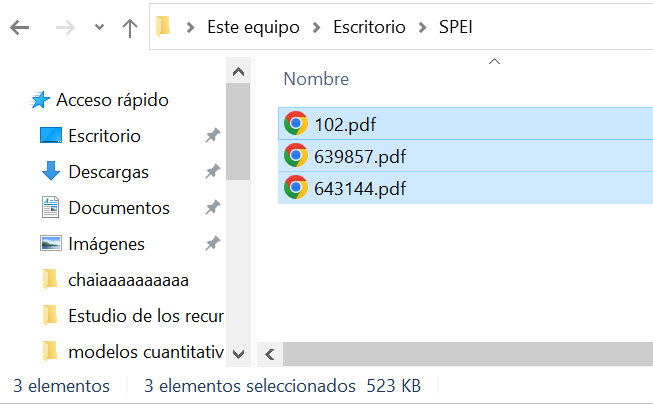 Este equipo > Escritorio > SPEI
Nombre
Acceso rápido
Escritorio
Descargas
Documentos
Imágenes
chaiaaaaaaaaaa
Estudio de los recur
modelos cuantitativ
102.pdf
639857.pdf
643144.pdf
3 elementos
3 elementos seleccionados 523 KB